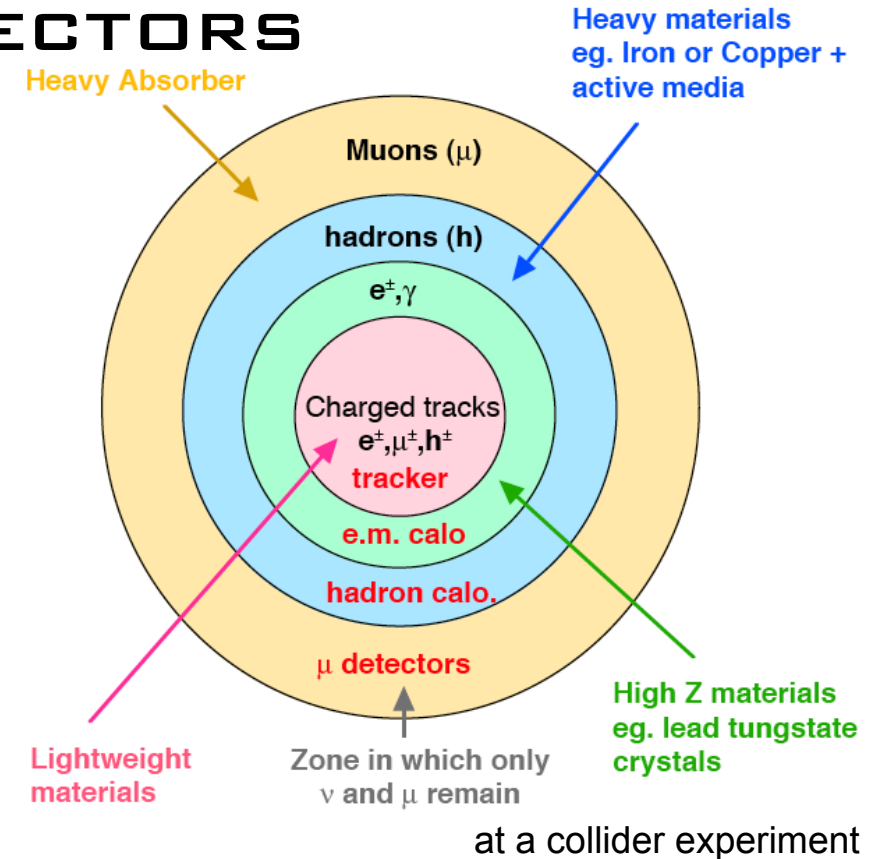 ECTORS
Heavy Absorber
Heavy materials
eg. Iron or Copper +
active media
Muons (μ)
hadrons (h)
e±,γ
Charged tracks
e±,μ±,h±
tracker
e.m. calo
hadron calo.
μ detectors
High Z materials
eg. lead tungstate
crystals
Lightweight
materials
Zone in which only
ν and μ remain
at a collider experiment